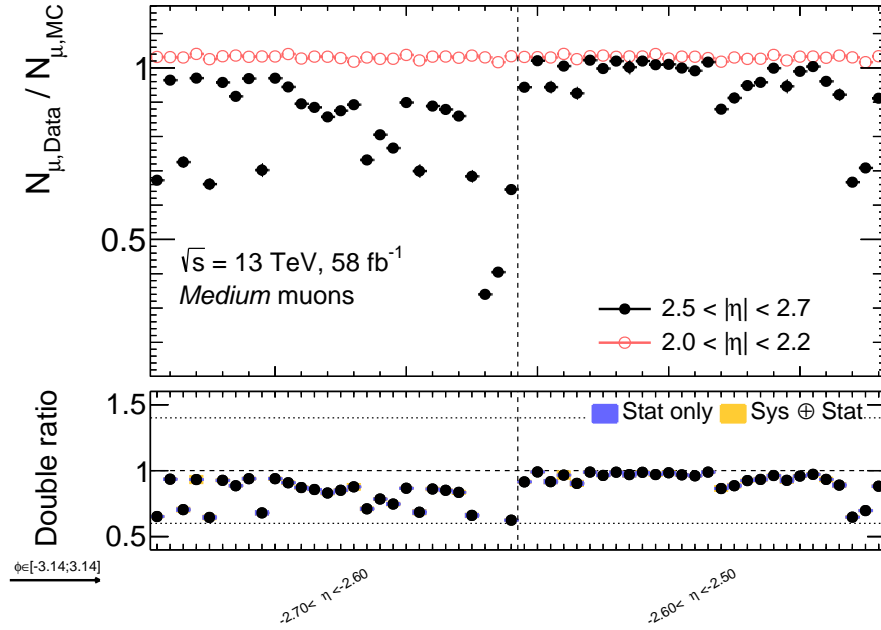 N_μ,Data / N_μ,MC
1
0.5
√s = 13 TeV, 58 fb⁻¹
Medium muons
2.5 < |η| < 2.7
2.0 < |η| < 2.2
Double ratio
1.5
1
0.5
Stat only
Sys ⊕ Stat
ϕ∈[-3.14;3.14]
-2.70< η <-2.60
-2.60< η <-2.50